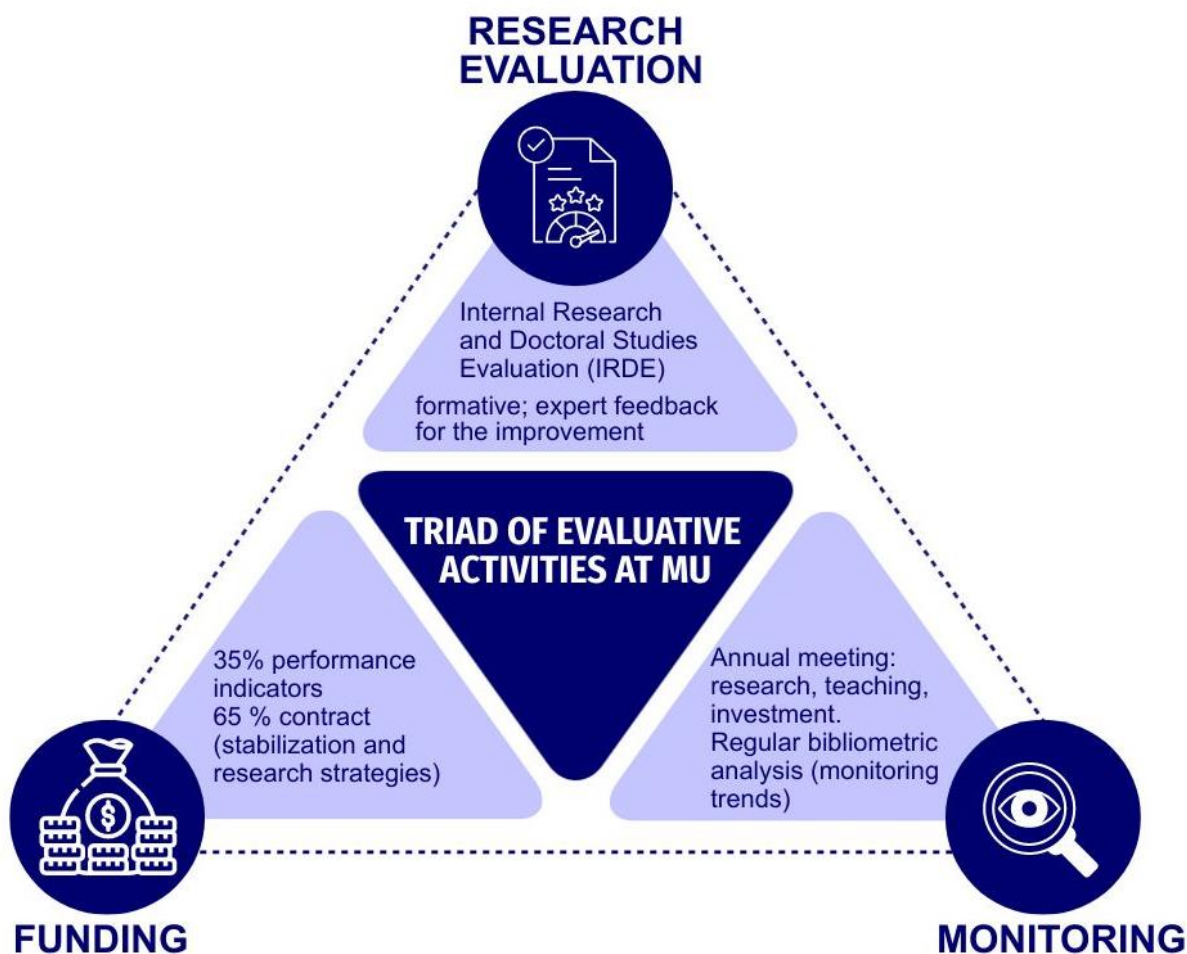 RESEARCH
EVALUATION
Internal Research
and Doctoral Studies
Evaluation (IRDE)
formative; expert feedback
for the improvement
TRIAD OF EVALUATIVE
ACTIVITIES AT MU
35% performance
indicators
65 % contract
(stabilization and
research strategies)
Annual meeting:
research, teaching,
investment.
Regular bibliometric
analysis (monitoring
trends)
$
FUNDING
MONITORING